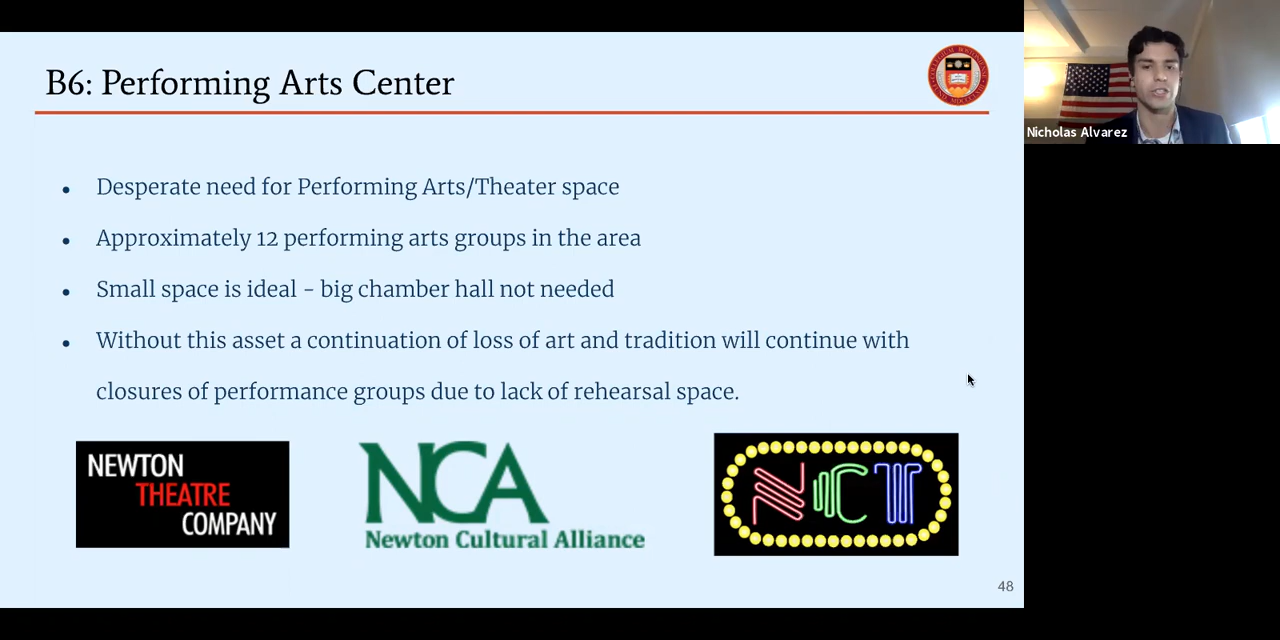 B6: Performing Arts Center
Nicholas Alvarez
• Desperate need for Performing Arts/Theater space
• Approximately 12 performing arts groups in the area
• Small space is ideal - big chamber hall not needed
• Without this asset a continuation of loss of art and tradition will continue with
closures of performance groups due to lack of rehearsal space.
NEWTON
THEATRE
COMPANY
NCA
Newton Cultural Alliance
NCT
48